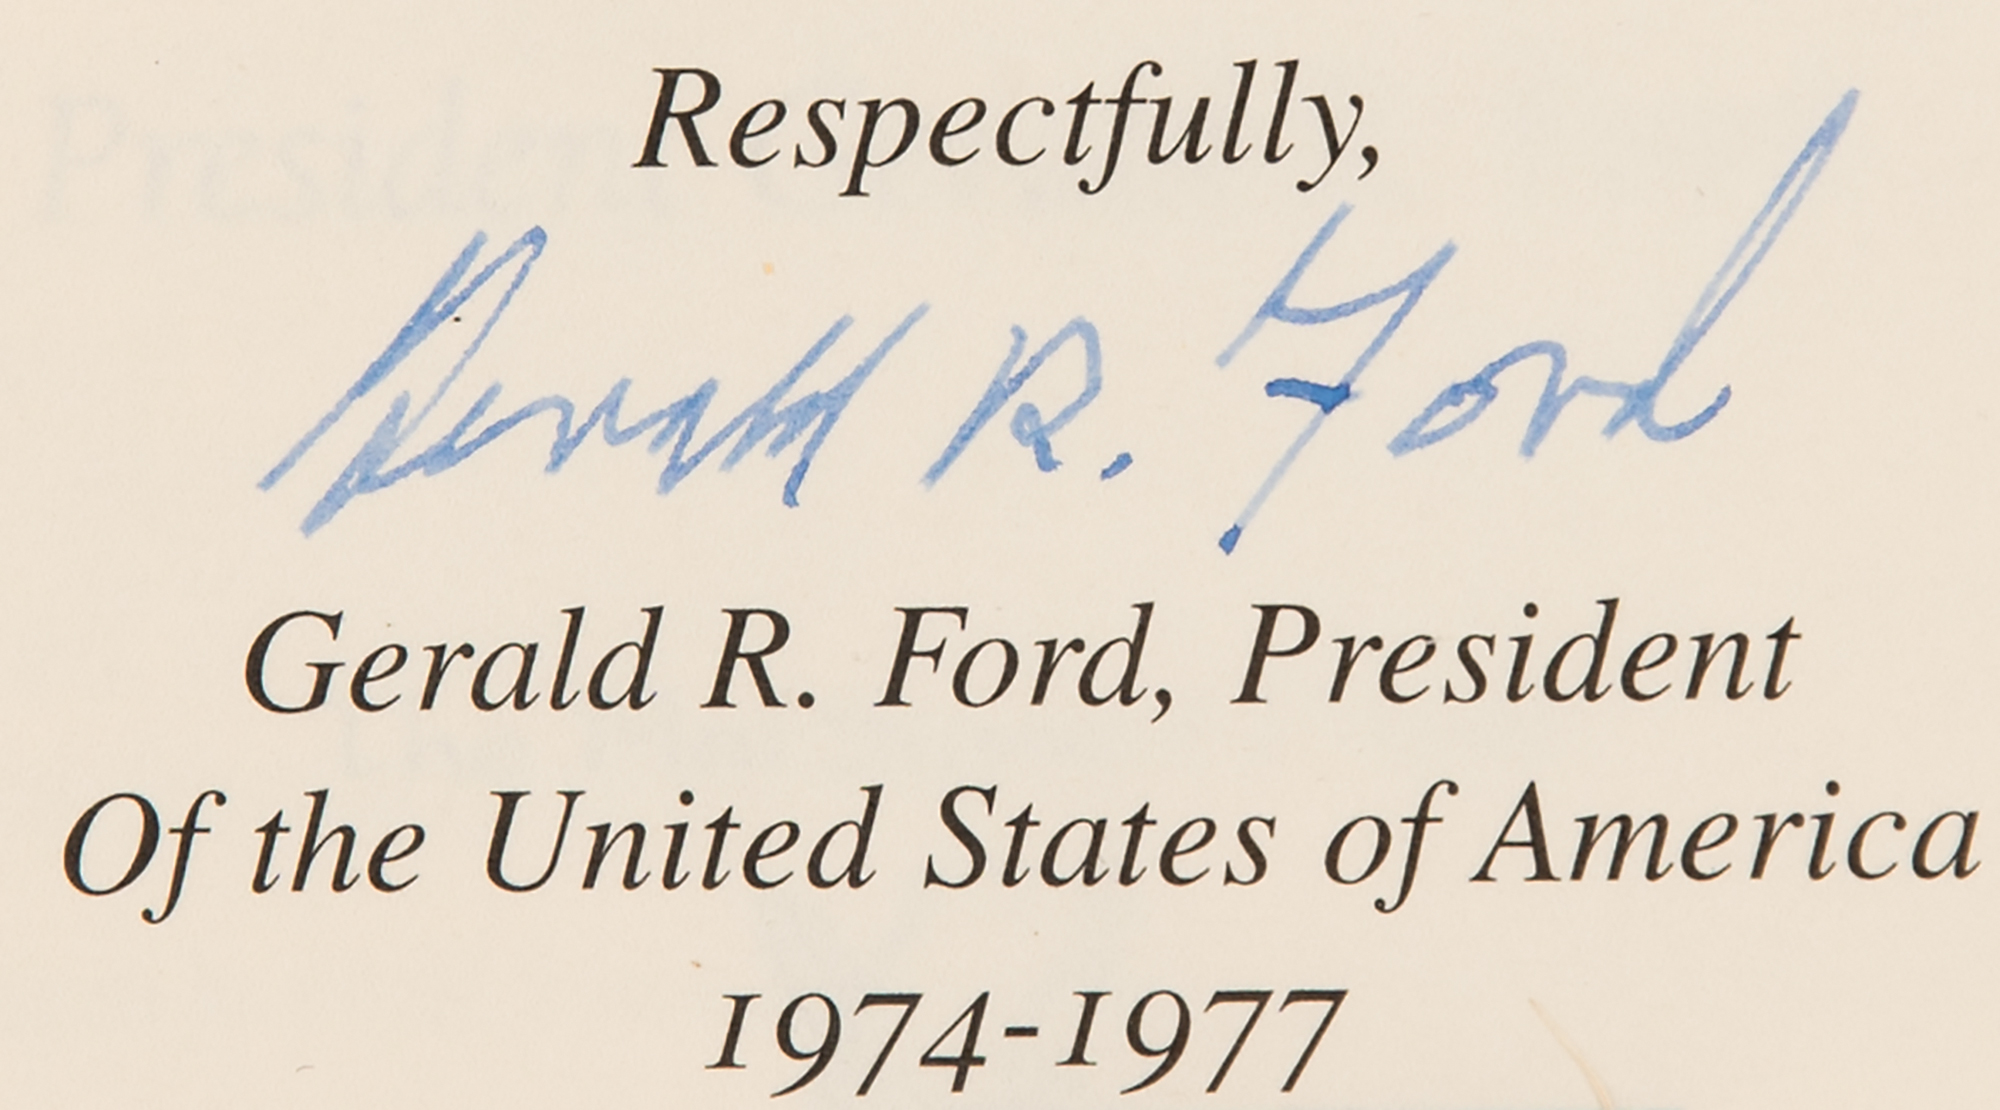 Respectfully,
Gerald R. Ford
Gerald R. Ford, President
Of the United States of America
1974-1977